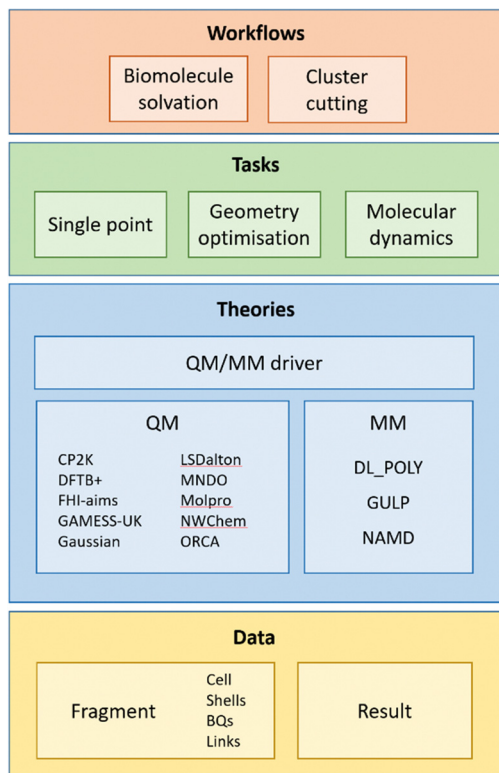 Workflows
Biomolecule
solvation
Cluster
cutting
Tasks
Single point
Geometry
optimisation
Molecular
dynamics
Theories
QM/MM driver
QM
CP2K
DFTB+
FHI-aims
GAMESS-UK
Gaussian
LSDalton
MNDO
Molpro
NWChem
ORCA
MM
DL_POLY
GULP
NAMD
Data
Fragment
Cell
Shells
BQs
Links
Result